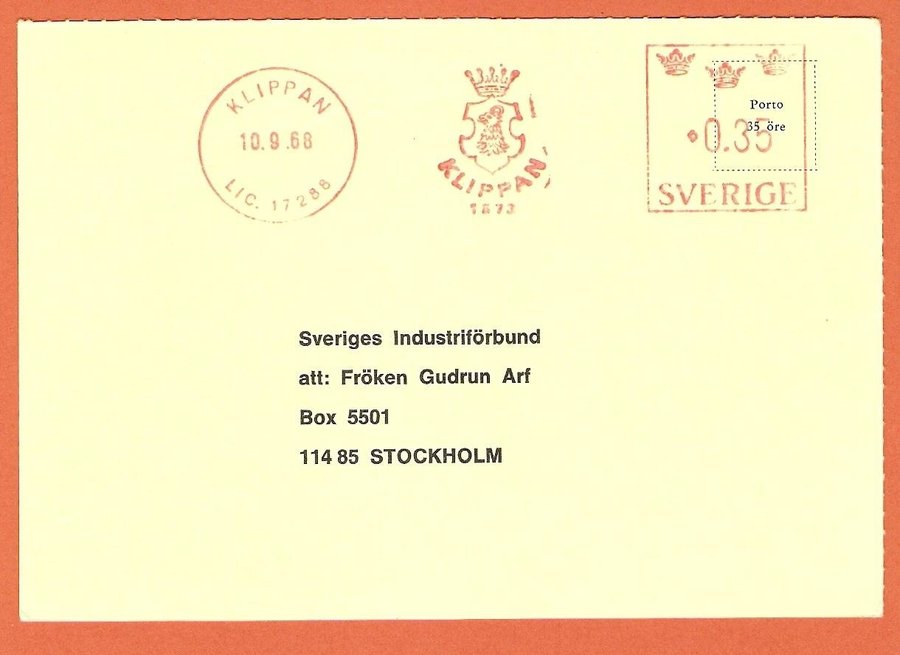 KLIPPAN
10.9.68
LIC. 17288
KLIPPAN
1573
Porto
35 öre
0.35
SVERIGE
Sveriges Industriförbund
att: Fröken Gudrun Arf
Box 5501
114 85 STOCKHOLM